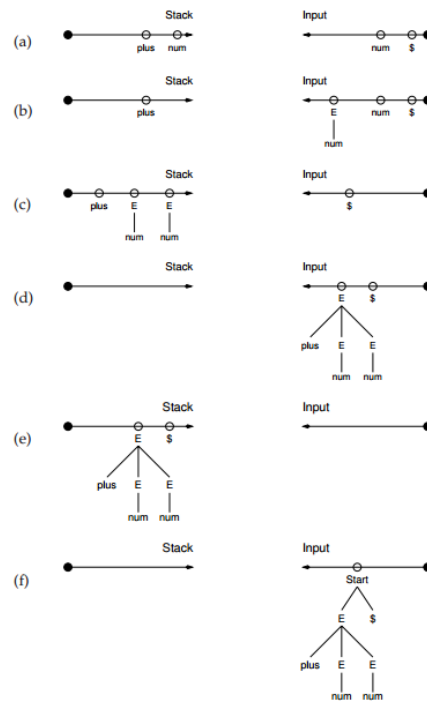 Stack Input
(a) plus num num $
Stack Input
(b) plus E num $
num
Stack Input
(c) plus E E $
num num
Stack Input
(d) E $
plus E E
num num
Stack Input
(e) E $
plus E E
num num
Stack Input
(f) Start
E $
plus E E
num num